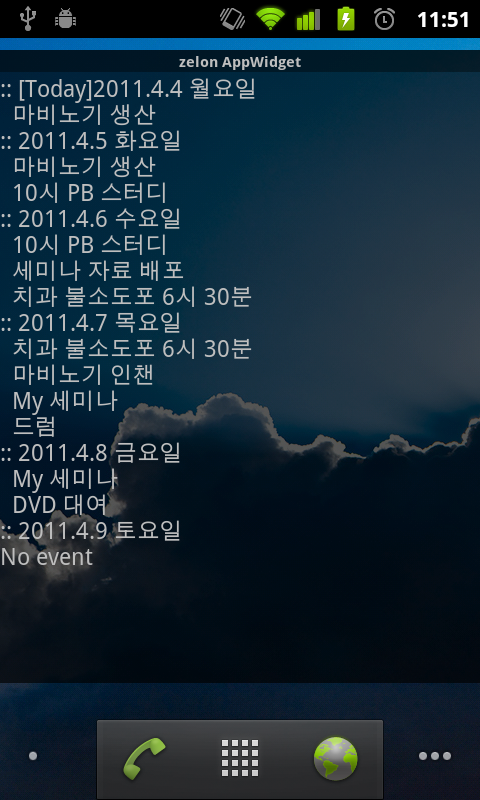 11:51
zelon AppWidget
:: [Today]2011.4.4 월요일
마비노기 생산
:: 2011.4.5 화요일
마비노기 생산
10시 PB 스터디
:: 2011.4.6 수요일
10시 PB 스터디
세미나 자료 배포
치과 불소도포 6시 30분
:: 2011.4.7 목요일
치과 불소도포 6시 30분
마비노기 인챈
My 세미나
드럼
:: 2011.4.8 금요일
My 세미나
DVD 대여
:: 2011.4.9 토요일
No event